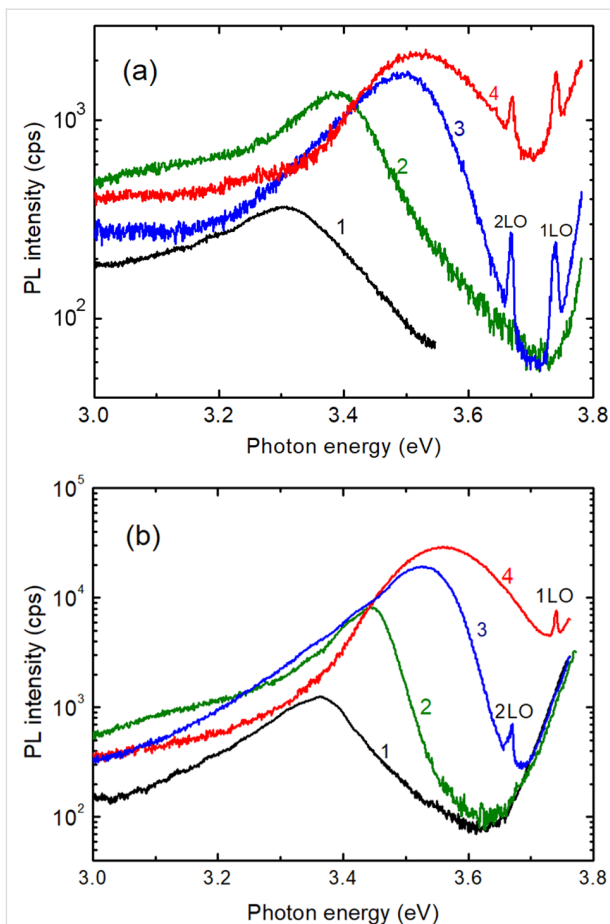 (a)
10³
10²
PL intensity (cps)
1
2
3
4
2LO
1LO
3.0 3.2 3.4 3.6 3.8
Photon energy (eV)
(b)
10⁵
10⁴
10³
10²
PL intensity (cps)
1
2
3
4
2LO
1LO
3.0 3.2 3.4 3.6 3.8
Photon energy (eV)